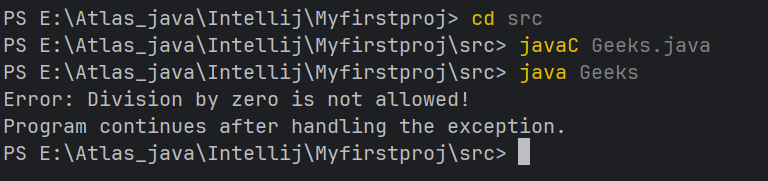 PS E:\Atlas_java\Intellij\Myfirstproj> cd src
PS E:\Atlas_java\Intellij\Myfirstproj\src> javaC Geeks.java
PS E:\Atlas_java\Intellij\Myfirstproj\src> java Geeks
Error: Division by zero is not allowed!
Program continues after handling the exception.
PS E:\Atlas_java\Intellij\Myfirstproj\src>